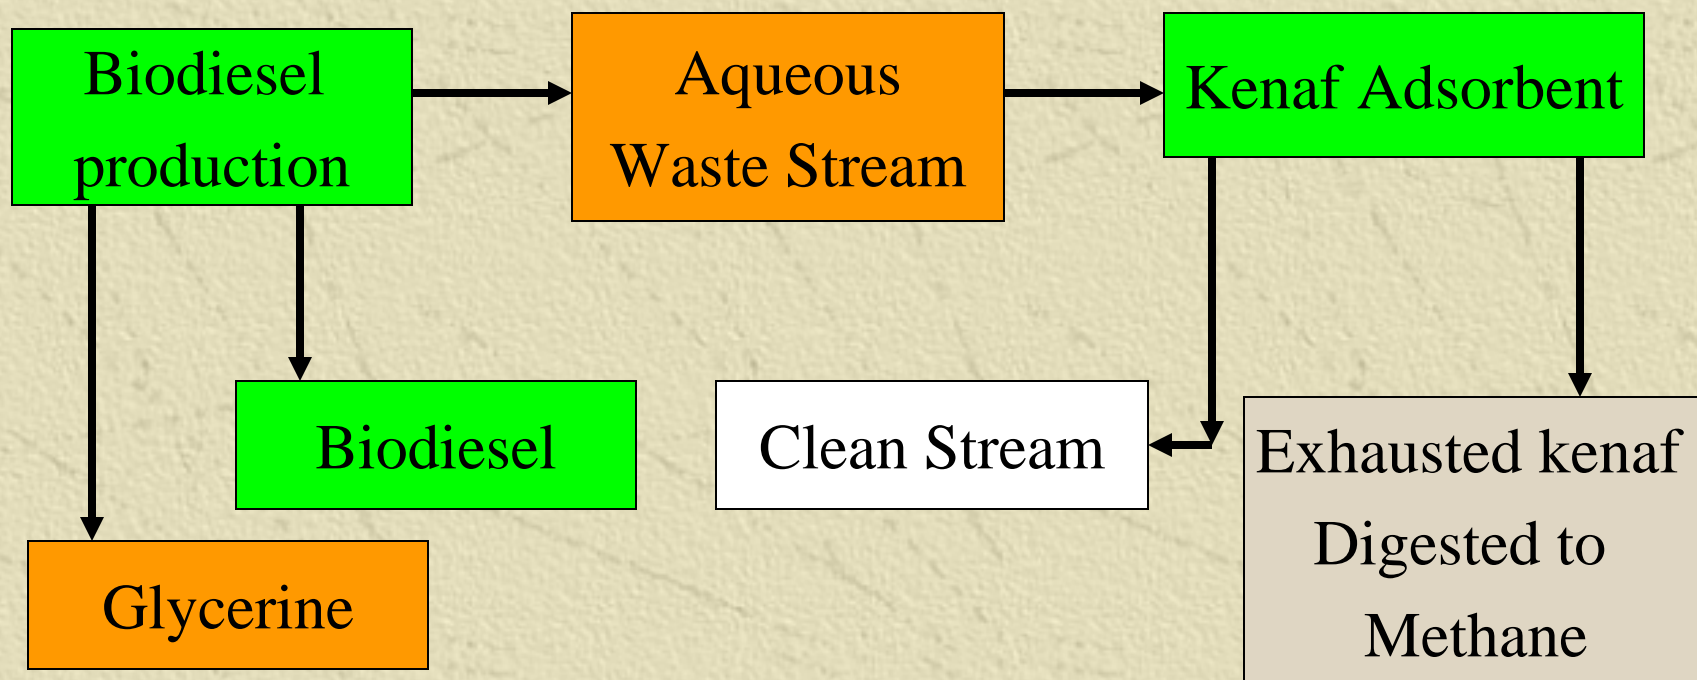 Biodiesel
production
Aqueous
Waste Stream
Kenaf Adsorbent
Biodiesel
Clean Stream
Exhausted kenaf
Digested to
Methane
Glycerine